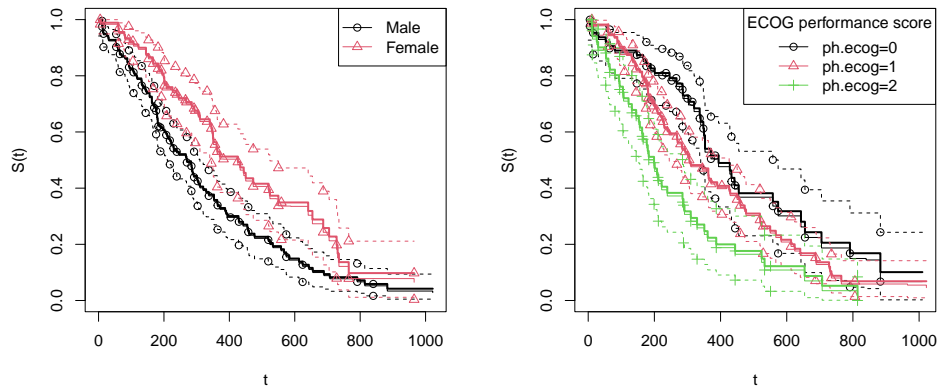 Male
Female
S(t)
1.0
0.8
0.6
0.4
0.2
0.0
0 200 400 600 800 1000
t
ECOG performance score
ph.ecog=0
ph.ecog=1
ph.ecog=2
S(t)
1.0
0.8
0.6
0.4
0.2
0.0
0 200 400 600 800 1000
t